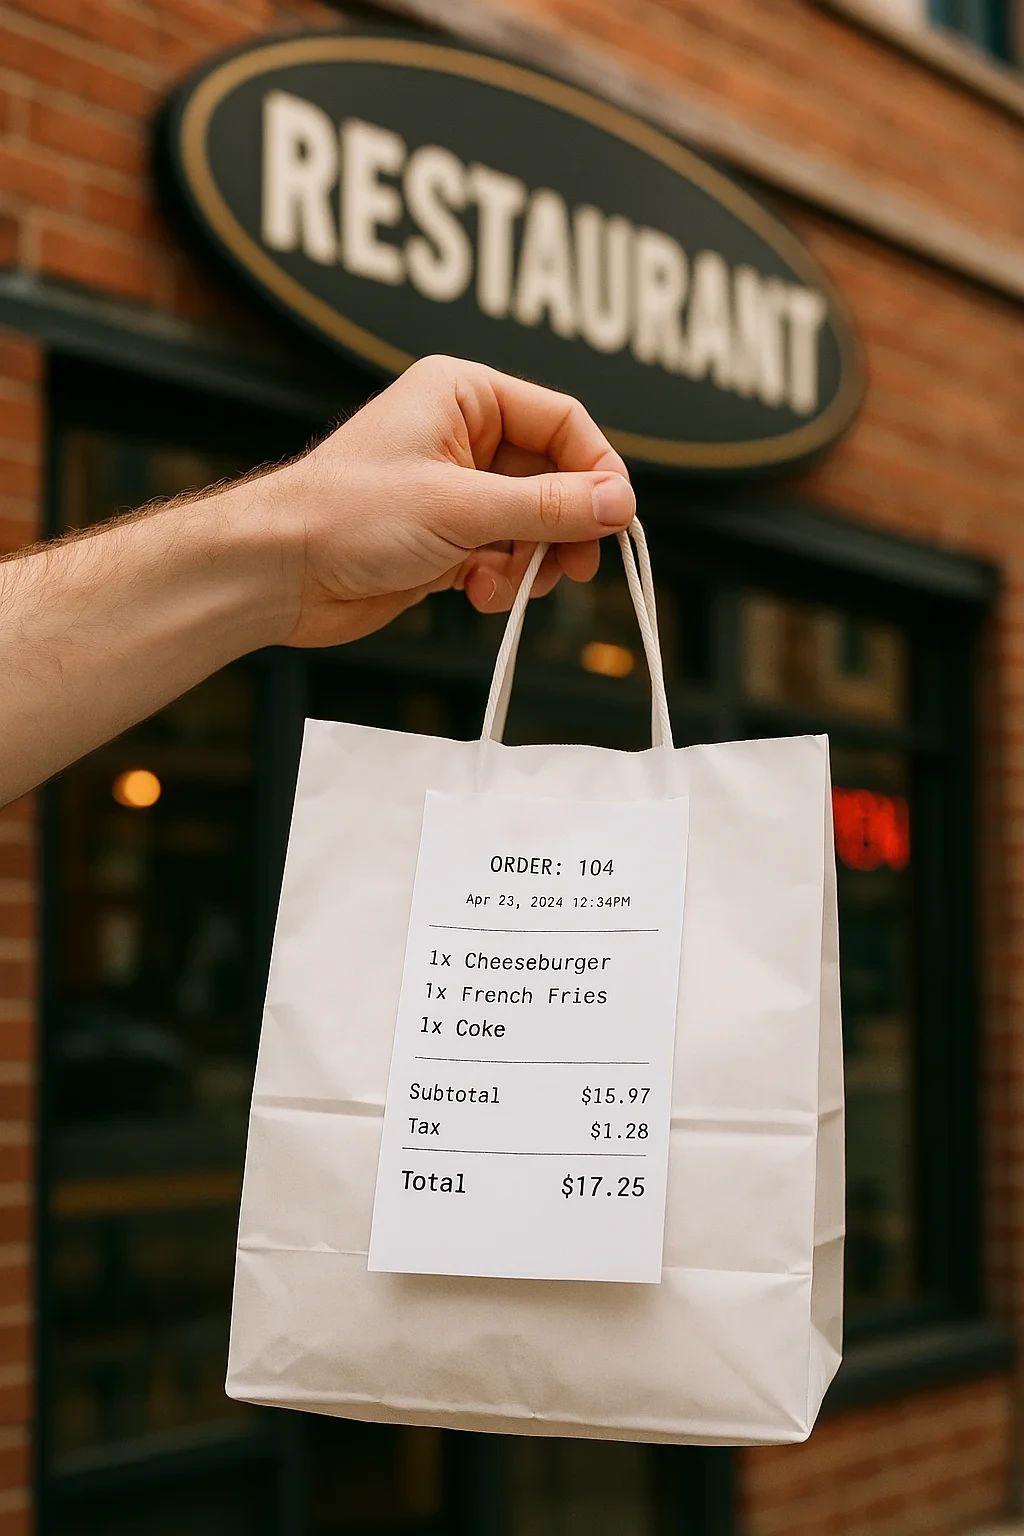 RESTAURANT
ORDER: 104
Apr 23, 2024 12:34PM
1x Cheeseburger
1x French Fries
1x Coke
Subtotal $15.97
Tax $1.28
Total $17.25